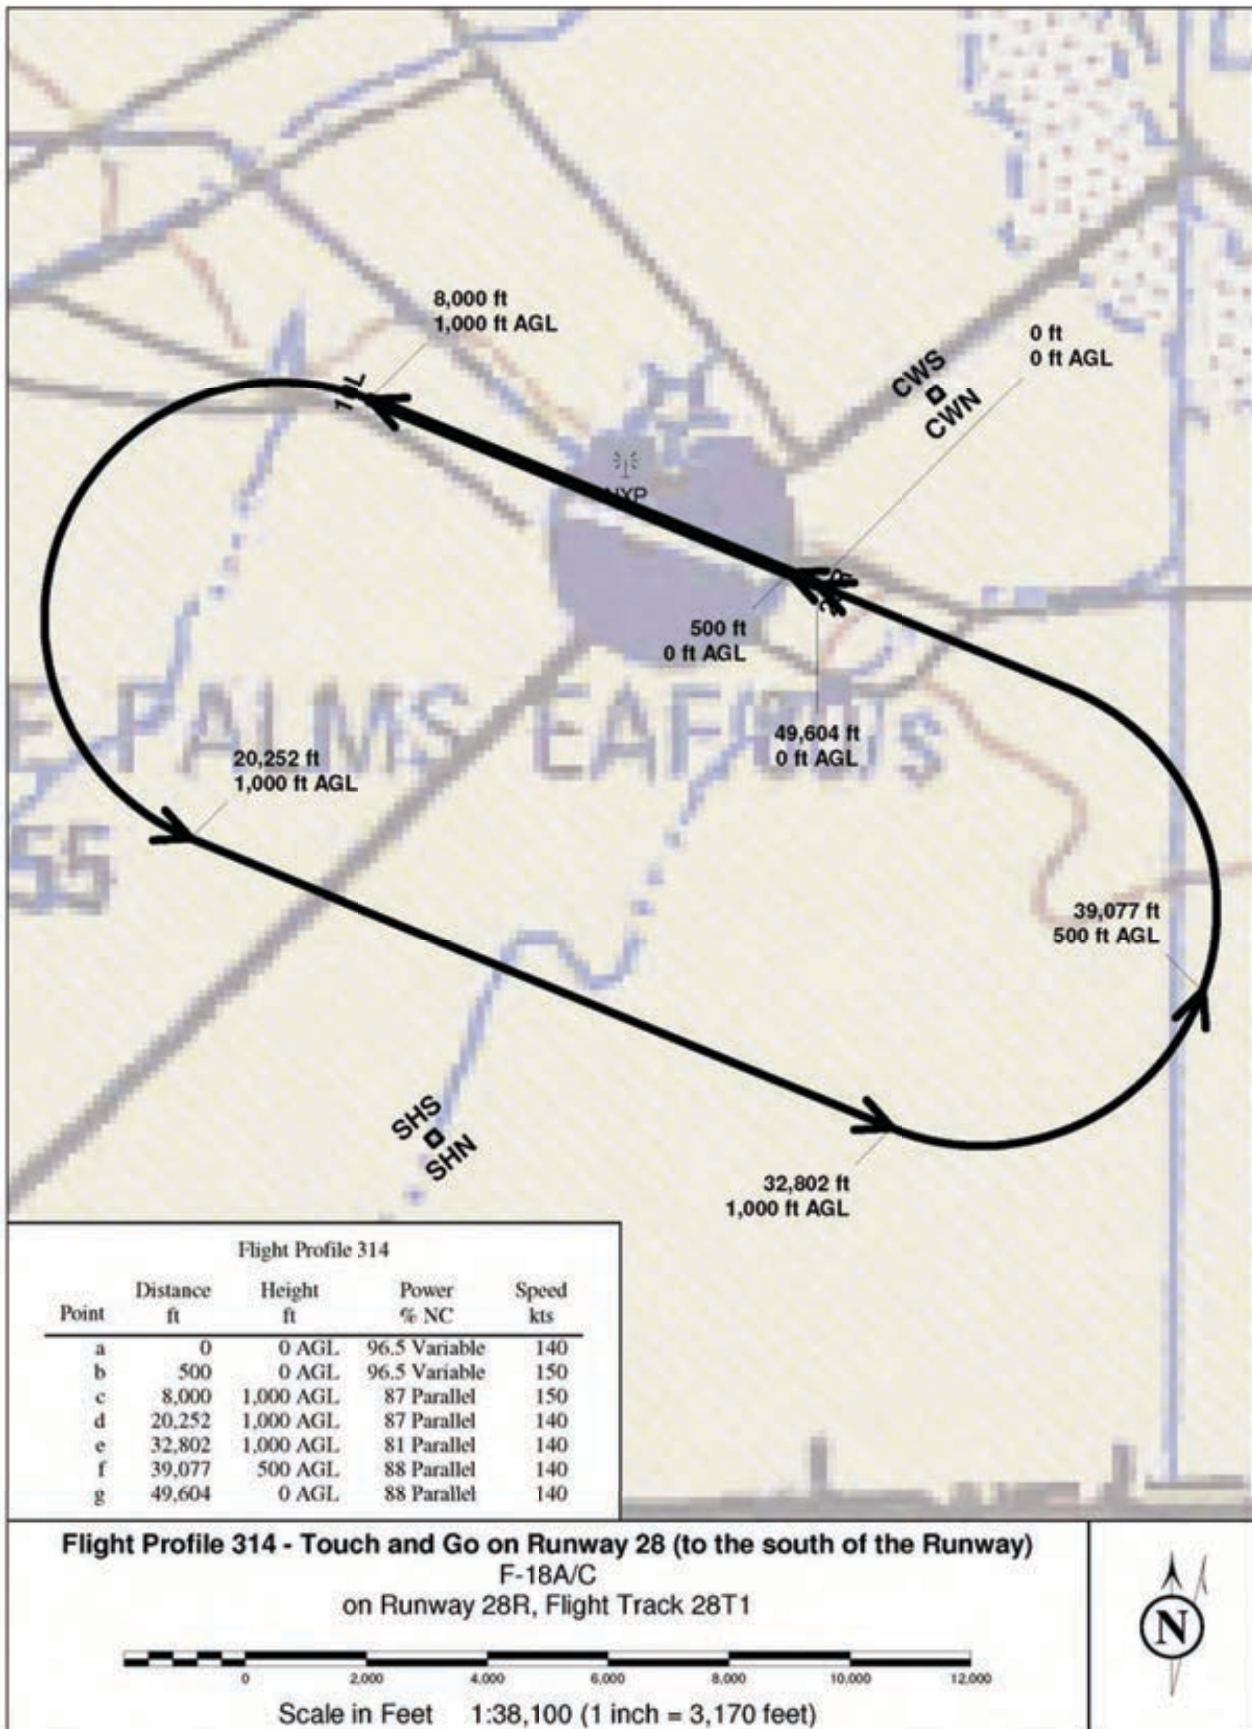 8,000 ft
1,000 ft AGL
0 ft
0 ft AGL
CWS
CWN
NXP
500 ft
0 ft AGL
49,604 ft
0 ft AGL
E PALMS
20,252 ft
1,000 ft AGL
55
39,077 ft
500 ft AGL
SHS
SHN
32,802 ft
1,000 ft AGL
Flight Profile 314
Distance Height Power Speed
Point ft ft % NC kts
a 0 0 AGL 96.5 Variable 140
b 500 0 AGL 96.5 Variable 150
c 8,000 1,000 AGL 87 Parallel 150
d 20,252 1,000 AGL 87 Parallel 140
e 32,802 1,000 AGL 81 Parallel 140
f 39,077 500 AGL 88 Parallel 140
g 49,604 0 AGL 88 Parallel 140
Flight Profile 314 - Touch and Go on Runway 28 (to the south of the Runway)
F-18A/C
on Runway 28R, Flight Track 28T1
0 2,000 4,000 6,000 8,000 10,000 12,000
Scale in Feet 1:38,100 (1 inch = 3,170 feet)
N